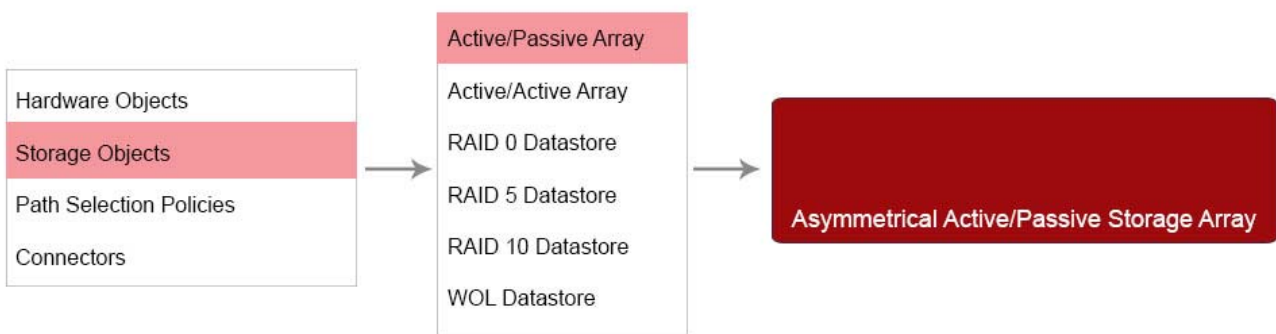 Hardware Objects
Storage Objects
Path Selection Policies
Connectors
Active/Passive Array
Active/Active Array
RAID 0 Datastore
RAID 5 Datastore
RAID 10 Datastore
WOL Datastore
Asymmetrical Active/Passive Storage Array